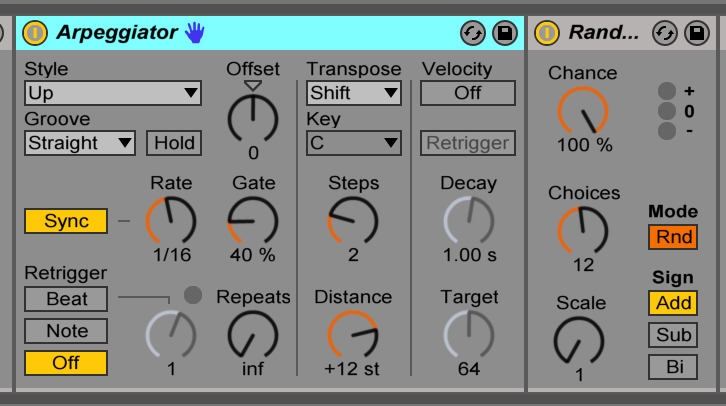 Arpeggiator
Rand...
Style
Up
Groove
Straight
Hold
Offset
0
Transpose
Shift
Key
C
Velocity
Off
Retrigger
Sync
Rate
1/16
Gate
40 %
Steps
2
Decay
1.00 s
Retrigger
Beat
Note
Off
1
Repeats
inf
Distance
+12 st
Target
64
Chance
100 %
+
0
-
Choices
12
Mode
Rnd
Scale
1
Sign
Add
Sub
Bi